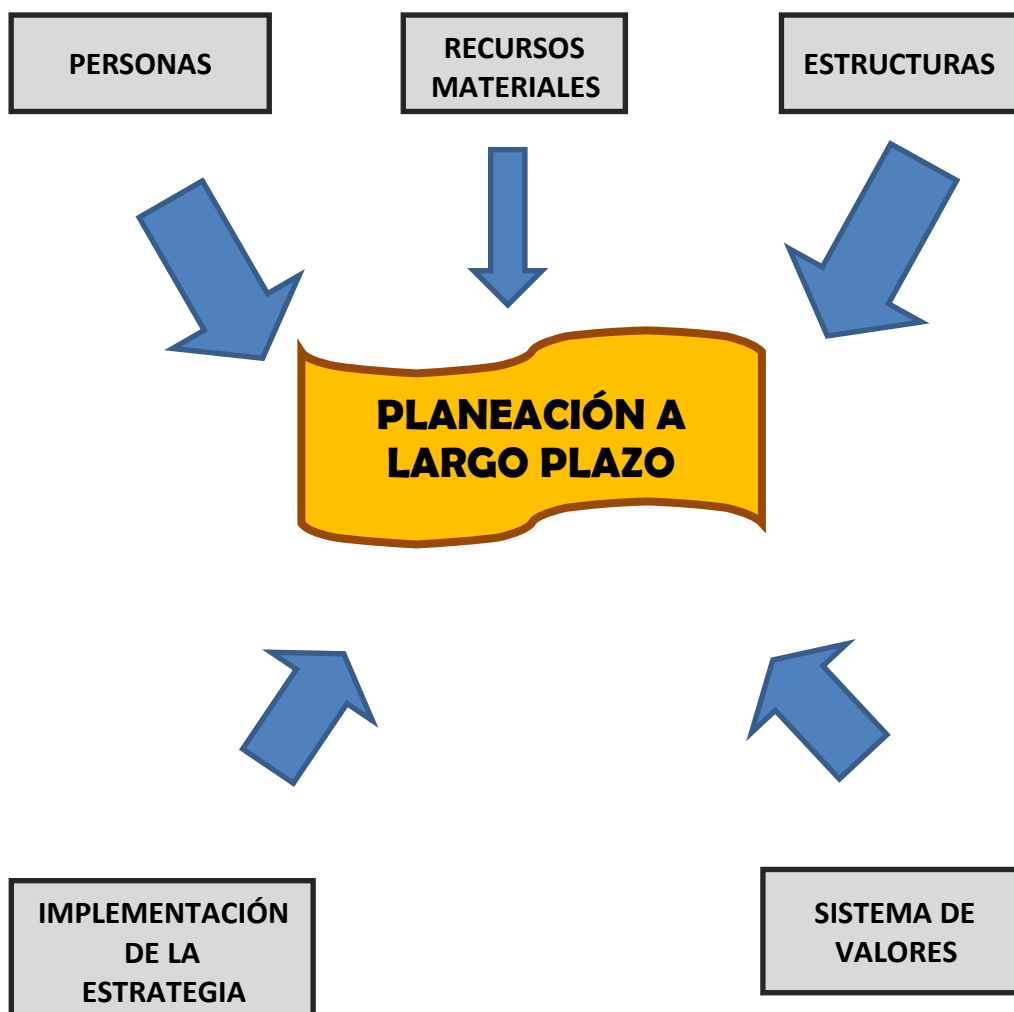 PERSONAS
RECURSOS
MATERIALES
ESTRUCTURAS
PLANEACIÓN A
LARGO PLAZO
IMPLEMENTACIÓN
DE LA
ESTRATEGIA
SISTEMA DE
VALORES